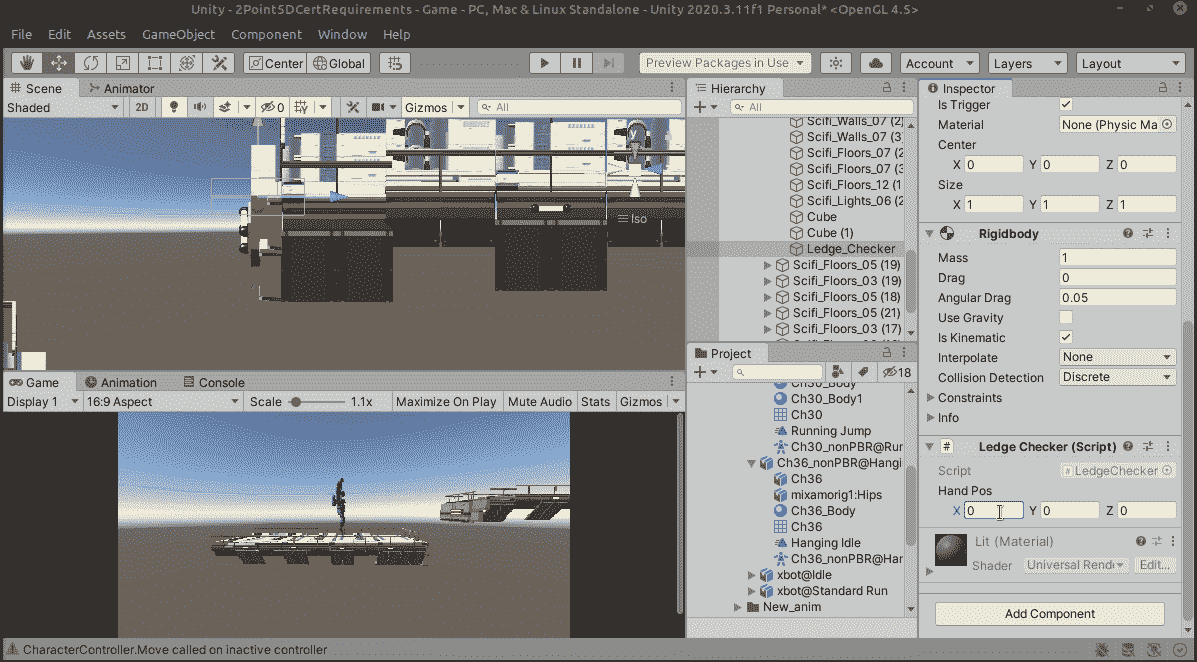 Unity - 2Point5DCertRequirements - Game - PC, Mac & Linux Standalone - Unity 2020.3.11f1 Personal* <OpenGL 4.5>
File Edit Assets GameObject Component Window Help
Center Global Preview Packages in Use Account Layers Layout
Scene Animator
Shaded 2D 0 Gizmos All
y
Iso
Game Animation Console
Display 1 16:9 Aspect Scale 1.1x Maximize On Play Mute Audio Stats Gizmos
Hierarchy
All
Scifi_Walls_07 (2)
Scifi_Walls_07 (3
Scifi_Floors_07 (2
Scifi_Floors_07 (3
Scifi_Floors_12 (1
Scifi_Lights_06 (2
Cube
Cube (1)
Ledge_Checker
Scifi_Floors_05 (19)
Scifi_Floors_03 (19)
Scifi_Floors_05 (18)
Scifi_Floors_05 (21)
Scifi_Floors_03 (17)
Project
18
Ch30_Body
Ch30_Body1
Ch30
Running Jump
Ch30_nonPBR@Rur
Ch36_nonPBR@Hangi
Ch36
mixamorig1:Hips
Ch36_Body
Ch36
Hanging Idle
Ch36_nonPBR@Har
xbot@Idle
xbot@Standard Run
New_anim
Inspector
Is Trigger
Material None (Physic Ma
Center
X 0 Y 0 Z 0
Size
X 1 Y 1 Z 1
Rigidbody
Mass 1
Drag 0
Angular Drag 0.05
Use Gravity
Is Kinematic
Interpolate None
Collision Detection Discrete
Constraints
Info
# Ledge Checker (Script)
Script # LedgeChecker
Hand Pos
X 0 Y 0 Z 0
Lit (Material)
Shader Universal Rend Edit...
Add Component
CharacterController.Move called on inactive controller